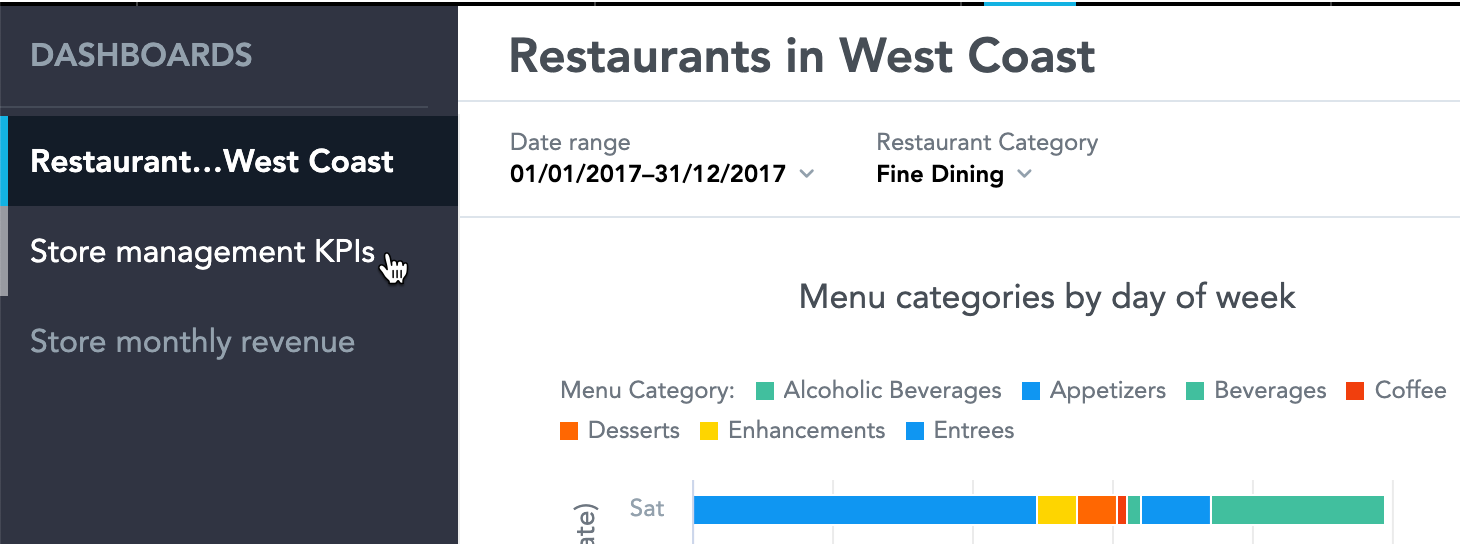 DASHBOARDS
Restaurant...West Coast
Store management KPIs
Store monthly revenue
Restaurants in West Coast
Date range
01/01/2017–31/12/2017
Restaurant Category
Fine Dining
Menu categories by day of week
Menu Category: Alcoholic Beverages Appetizers Beverages Coffee
Desserts Enhancements Entrees
Sat
ate)